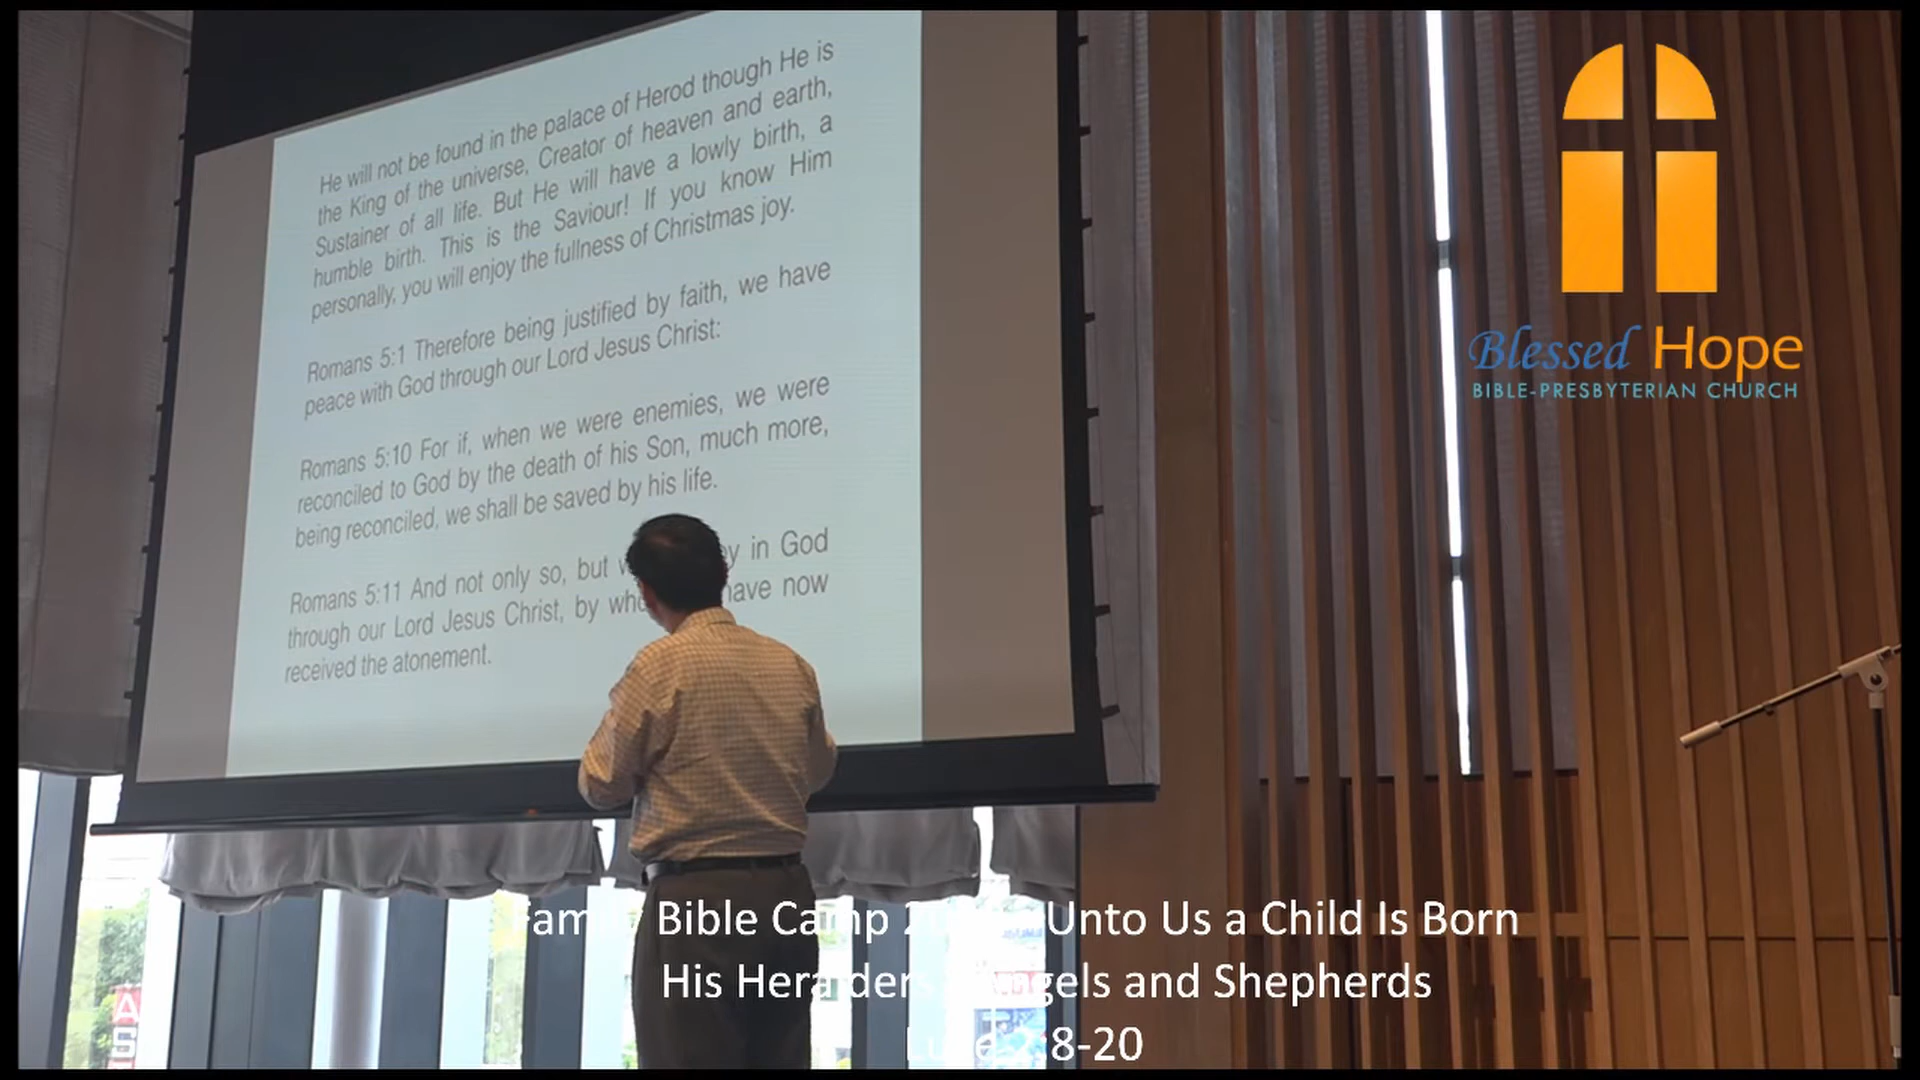 He will not be found in the palace of Herod though He is
the King of the universe, Creator of heaven and earth,
Sustainer of all life. But He will have a lowly birth, a
humble birth. This is the Saviour! If you know Him
personally, you will enjoy the fullness of Christmas joy.
Romans 5:1 Therefore being justified by faith, we have
peace with God through our Lord Jesus Christ:
Romans 5:10 For if, when we were enemies, we were
reconciled to God by the death of his Son, much more,
being reconciled, we shall be saved by his life.
Romans 5:11 And not only so, but in God
through our Lord Jesus Christ, by have now
received the atonement.
Blessed Hope
BIBLE-PRESBYTERIAN CHURCH
Bible Camp Unto Us a Child Is Born
His and Shepherds
:8-20